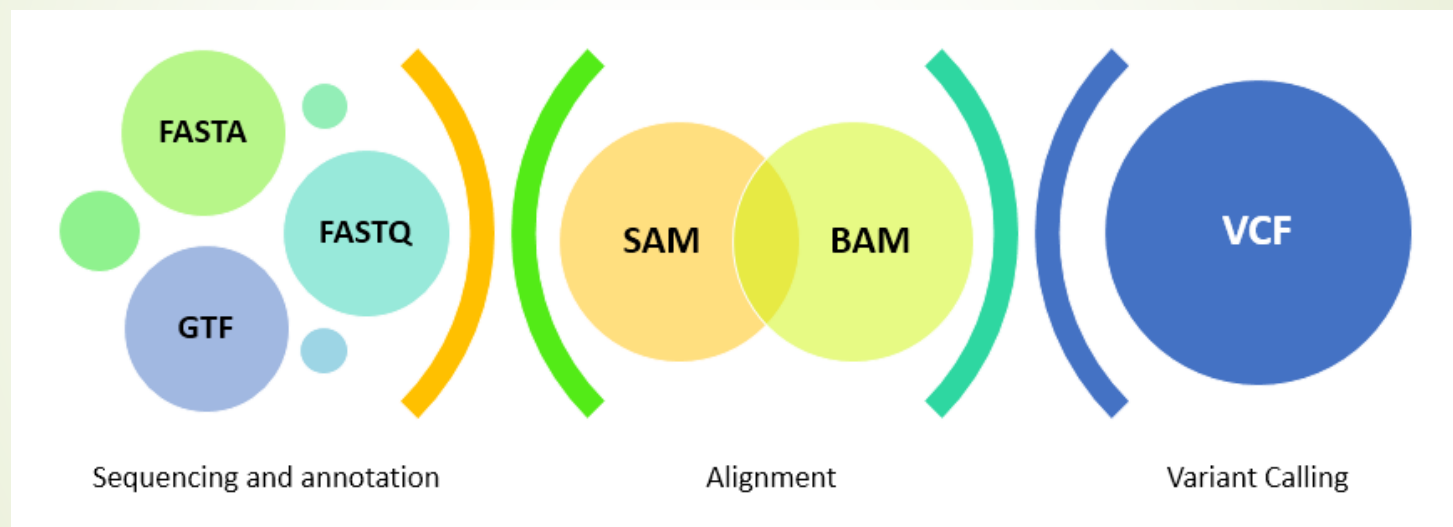 FASTA
FASTQ
GTF
SAM
BAM
VCF
Sequencing and annotation
Alignment
Variant Calling